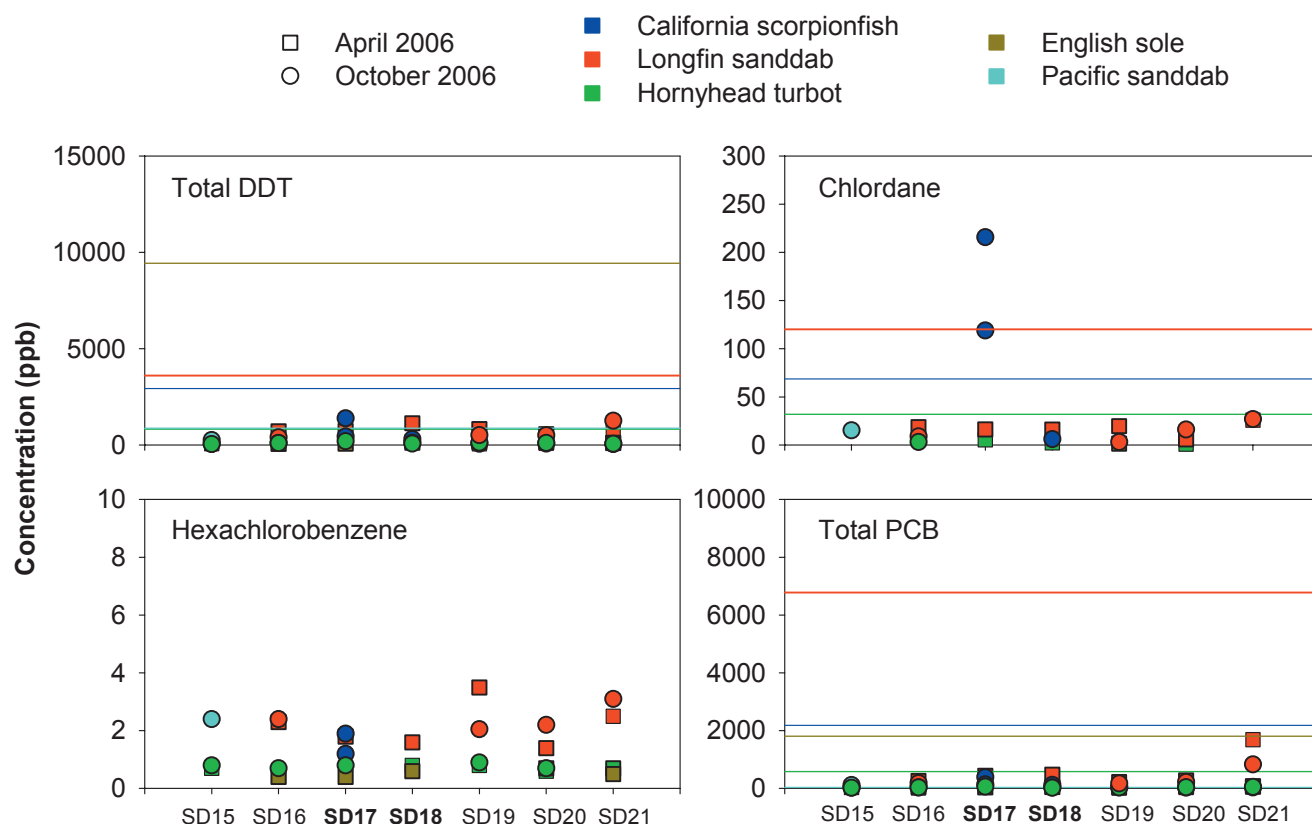 April 2006
October 2006
California scorpionfish
Longfin sanddab
Hornyhead turbot
English sole
Pacific sanddab
Concentration (ppb)
Total DDT
15000
10000
5000
0
Chlordane
300
250
200
150
100
50
0
Hexachlorobenzene
10
8
6
4
2
0
SD15 SD16 SD17 SD18 SD19 SD20 SD21
Total PCB
10000
8000
6000
4000
2000
0
SD15 SD16 SD17 SD18 SD19 SD20 SD21